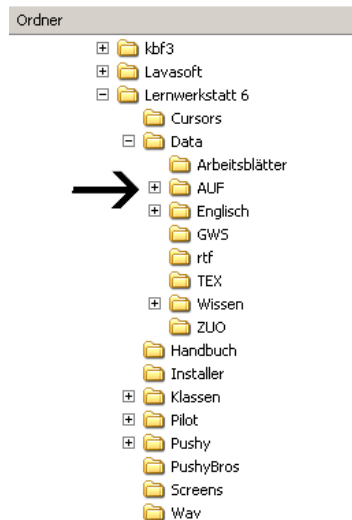 Ordner
kbf3
Lavasoft
Lernwerkstatt 6
Cursors
Data
Arbeitsblätter
AUF
Englisch
GWS
rtf
TEX
Wissen
ZUO
Handbuch
Installer
Klassen
Pilot
Pushy
PushyBros
Screens
Wav